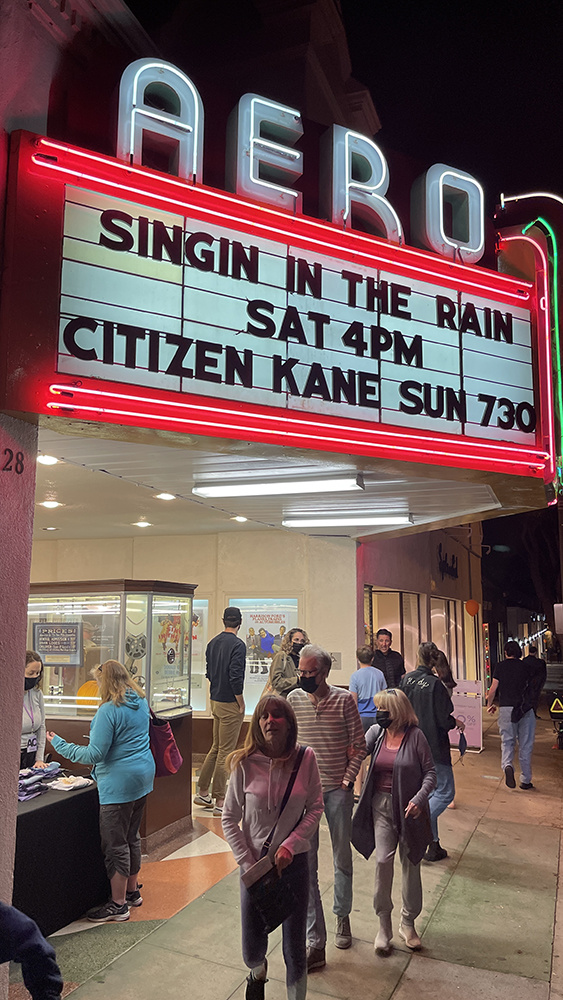 AERO
SINGIN IN THE RAIN
SAT 4PM
CITIZEN KANE SUN 730
28